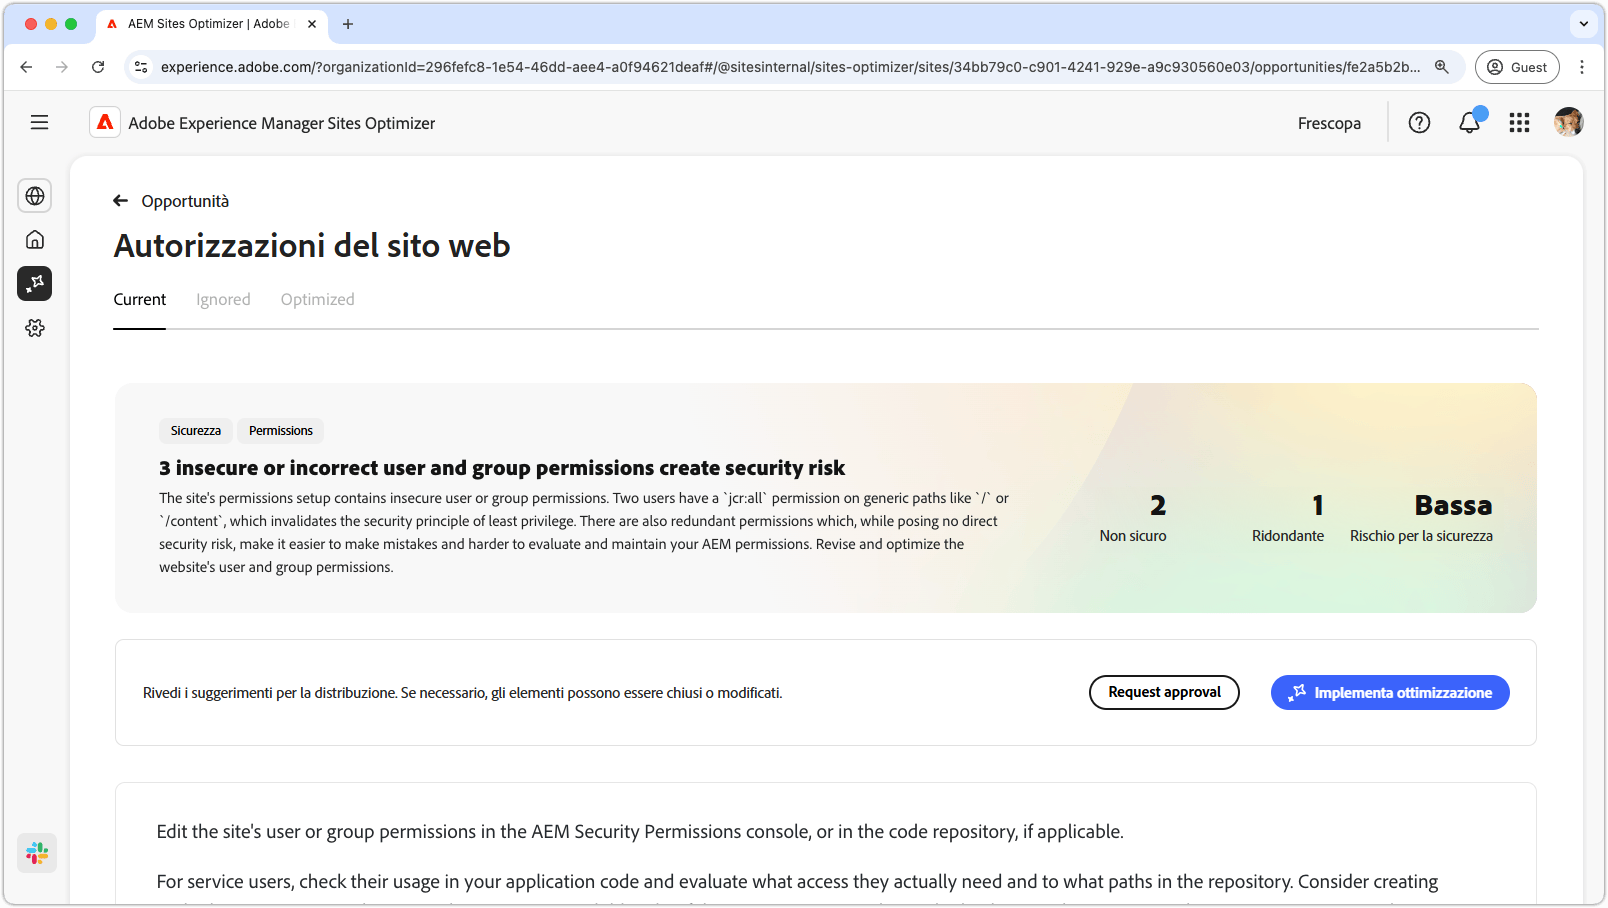 AEM Sites Optimizer | Adobe
experience.adobe.com/?organizationId=296fefc8-1e54-46dd-aee4-a0f94621deaf#/@sitesinternal/sites-optimizer/sites/34bb79c0-c901-4241-929e-a9c930560e03/opportunities/fe2a5b2b...
Guest
Adobe Experience Manager Sites Optimizer
Frescopa
Opportunità
Autorizzazioni del sito web
Current Ignored Optimized
Sicurezza Permissions
3 insecure or incorrect user and group permissions create security risk
The site's permissions setup contains insecure user or group permissions. Two users have a `jcr:all` permission on generic paths like `/` or
`/content`, which invalidates the security principle of least privilege. There are also redundant permissions which, while posing no direct
security risk, make it easier to make mistakes and harder to evaluate and maintain your AEM permissions. Revise and optimize the
website's user and group permissions.
2 1 Bassa
Non sicuro Ridondante Rischio per la sicurezza
Rivedi i suggerimenti per la distribuzione. Se necessario, gli elementi possono essere chiusi o modificati.
Request approval
Implementa ottimizzazione
Edit the site's user or group permissions in the AEM Security Permissions console, or in the code repository, if applicable.
For service users, check their usage in your application code and evaluate what access they actually need and to what paths in the repository. Consider creating